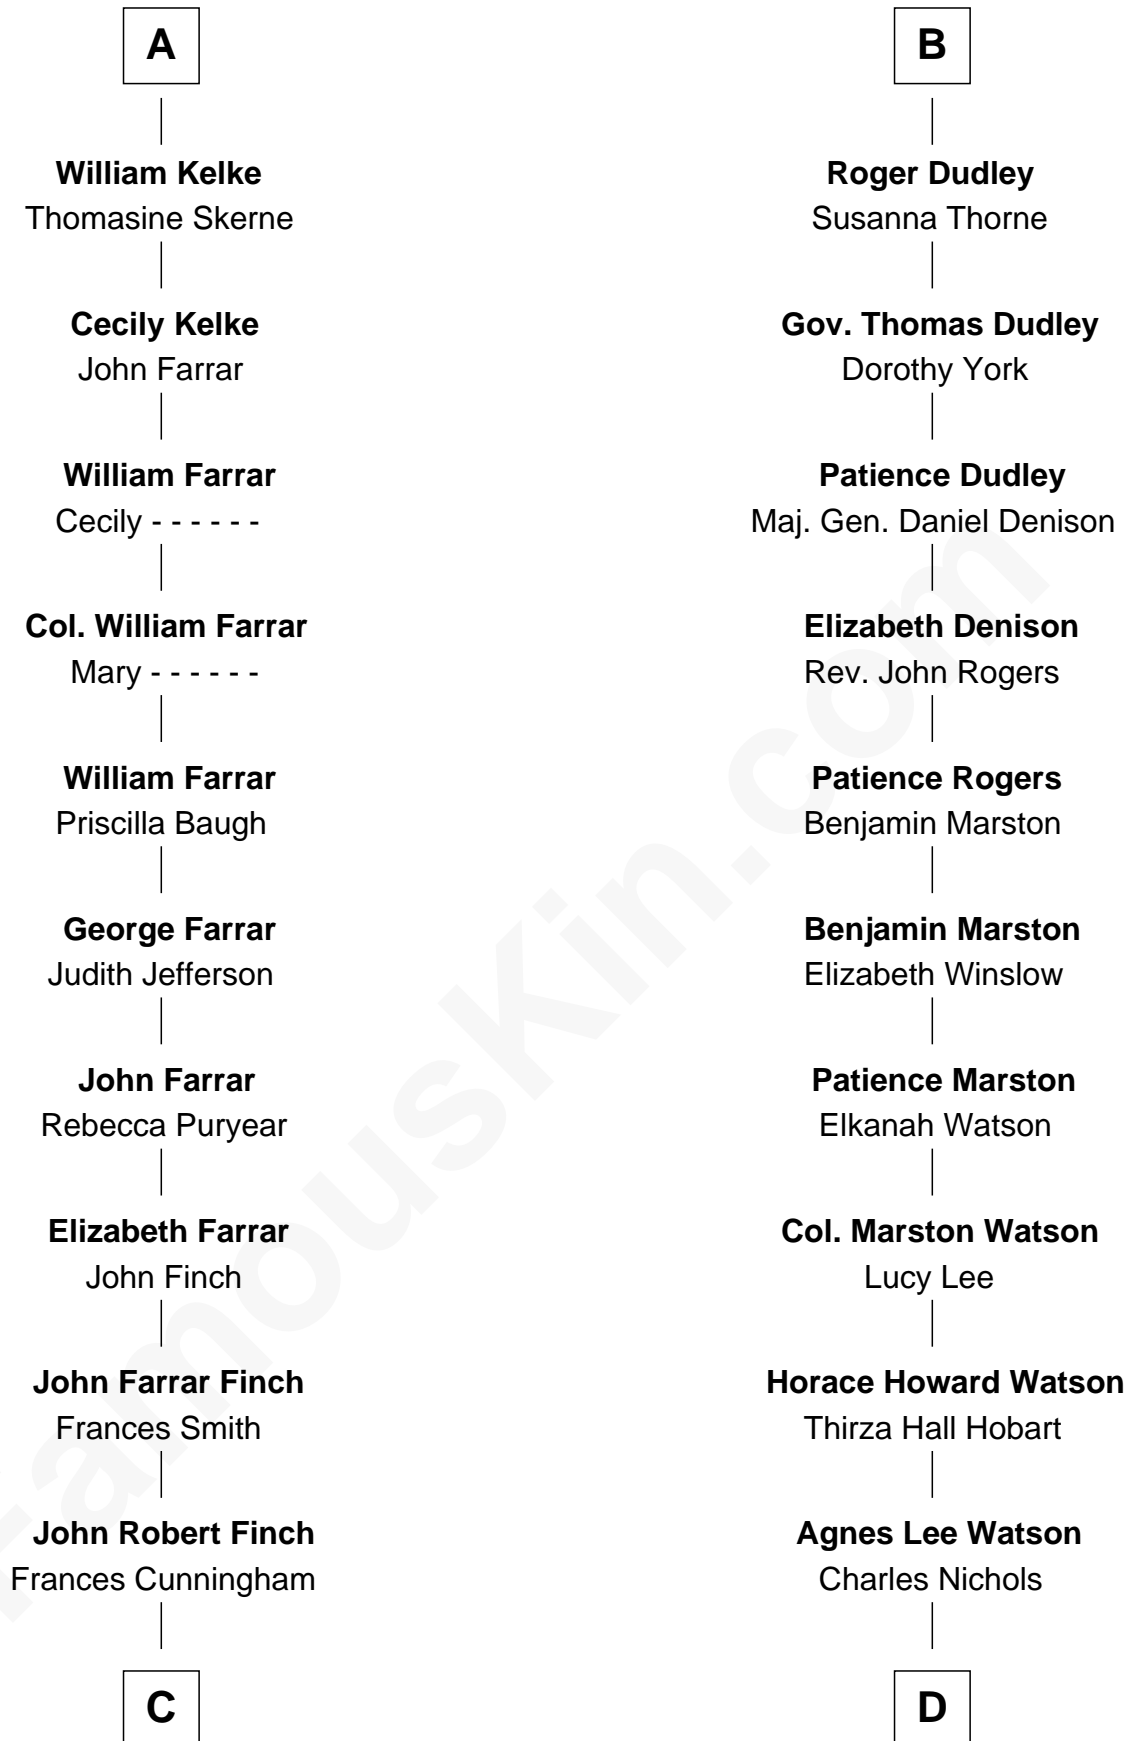 A
William Kelke
Thomasine Skerne
Cecily Kelke
John Farrar
William Farrar
Cecily - - - - - -
Col. William Farrar
Mary - - - - - -
William Farrar
Priscilla Baugh
George Farrar
Judith Jefferson
John Farrar
Rebecca Puryear
Elizabeth Farrar
John Finch
John Farrar Finch
Frances Smith
John Robert Finch
Frances Cunningham
C
B
Roger Dudley
Susanna Thorne
Gov. Thomas Dudley
Dorothy York
Patience Dudley
Maj. Gen. Daniel Denison
Elizabeth Denison
Rev. John Rogers
Patience Rogers
Benjamin Marston
Benjamin Marston
Elizabeth Winslow
Patience Marston
Elkanah Watson
Col. Marston Watson
Lucy Lee
Horace Howard Watson
Thirza Hall Hobart
Agnes Lee Watson
Charles Nichols
D
FamousKin.com